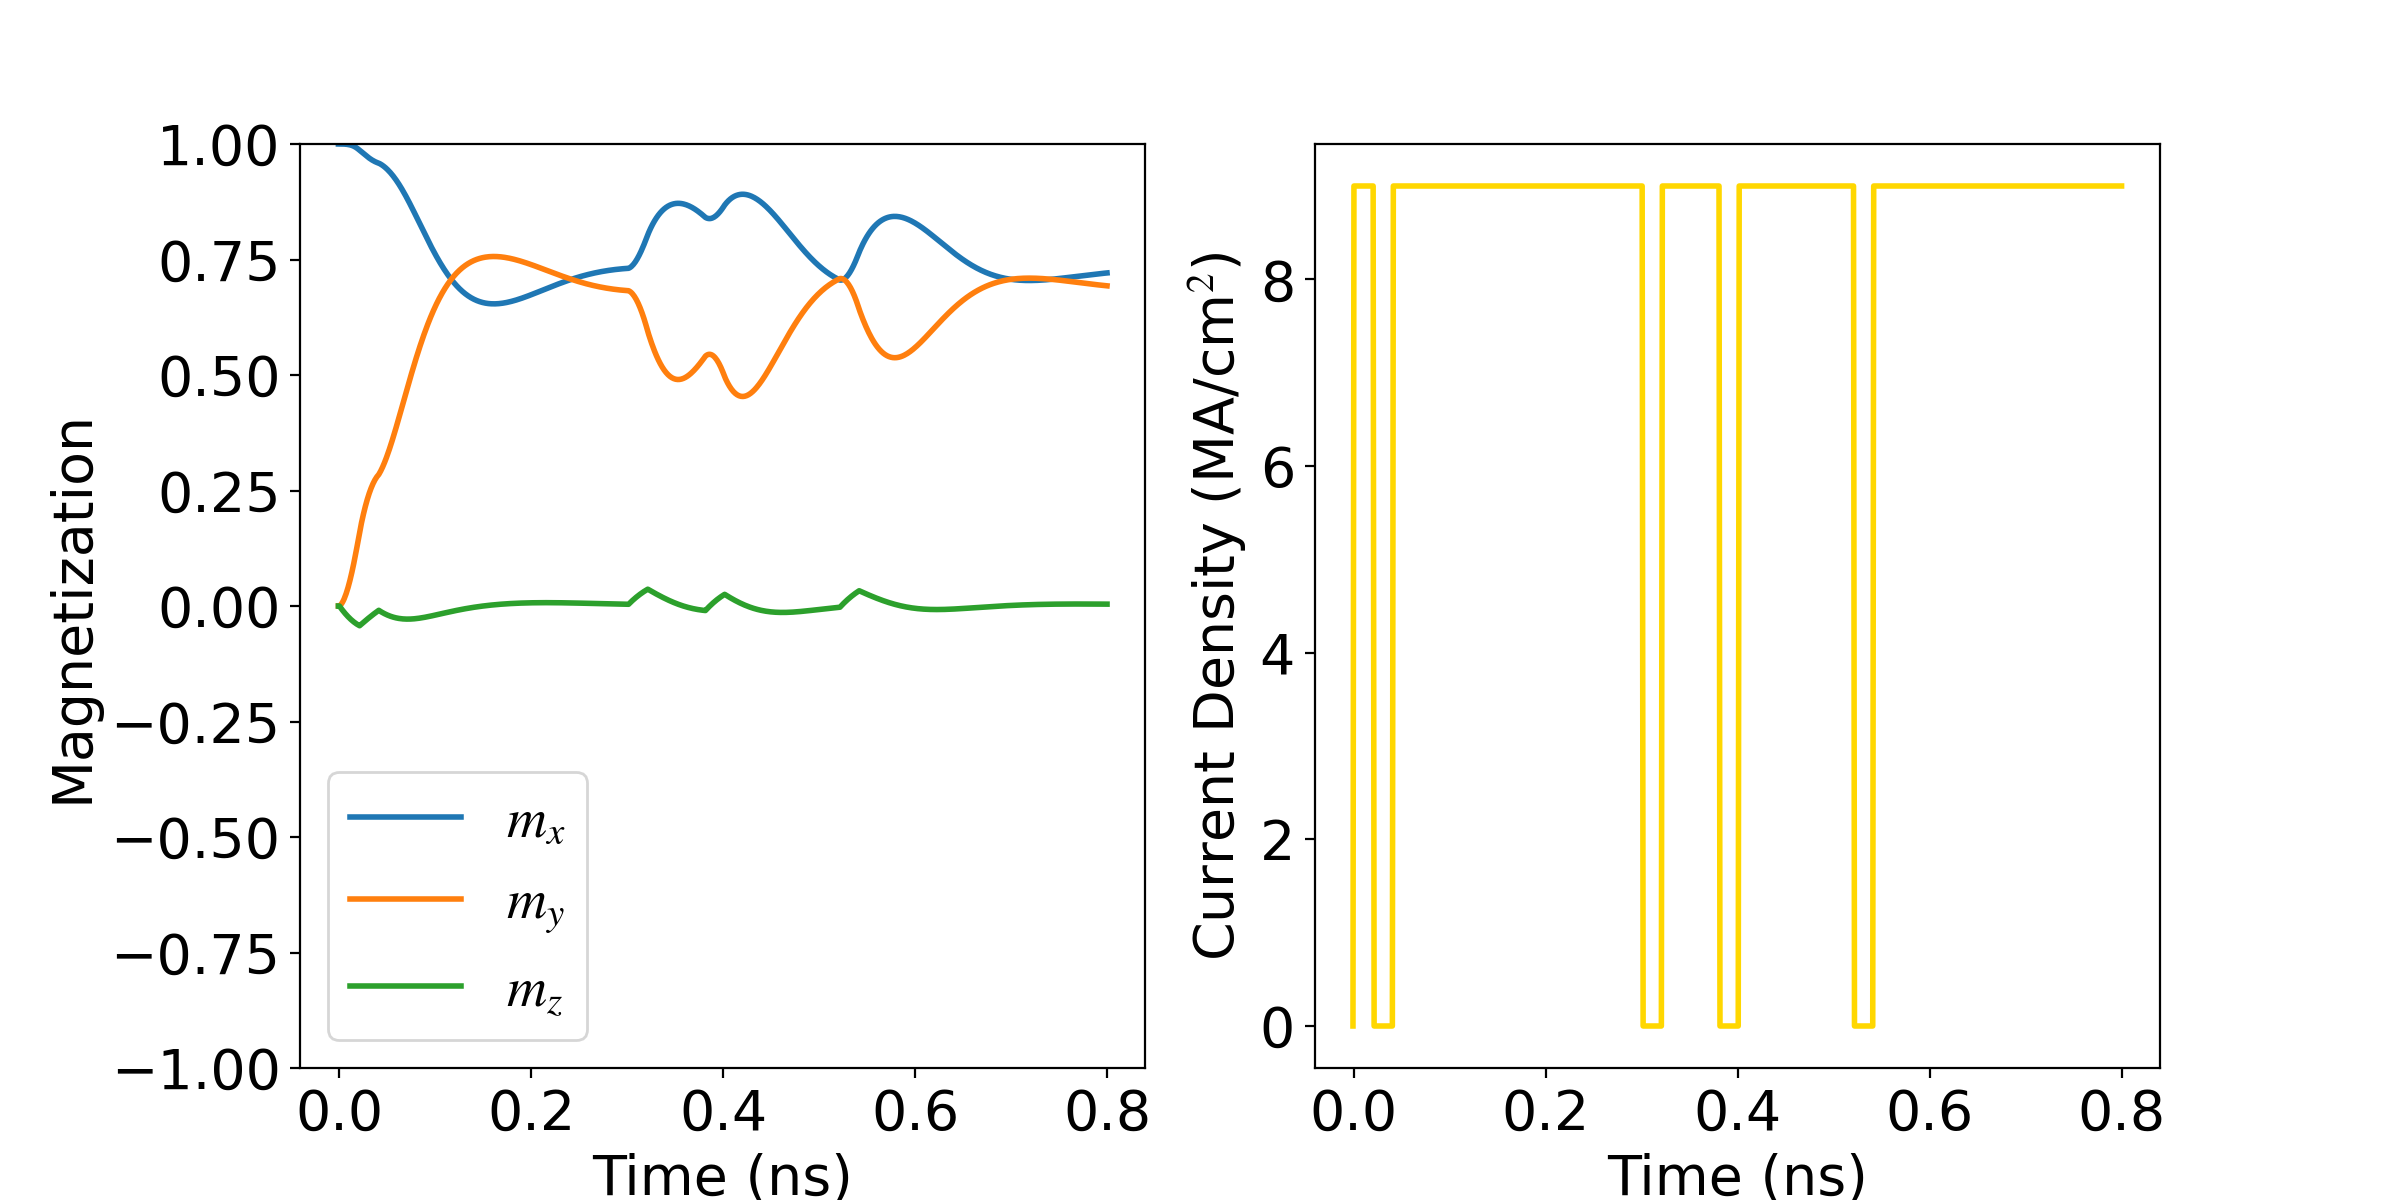 1.00
0.75
0.50
0.25
0.00
−0.25
−0.50
−0.75
−1.00
Magnetization
m_x
m_y
m_z
0.0 0.2 0.4 0.6 0.8
Time (ns)
8
6
4
2
0
Current Density (MA/cm²)
0.0 0.2 0.4 0.6 0.8
Time (ns)